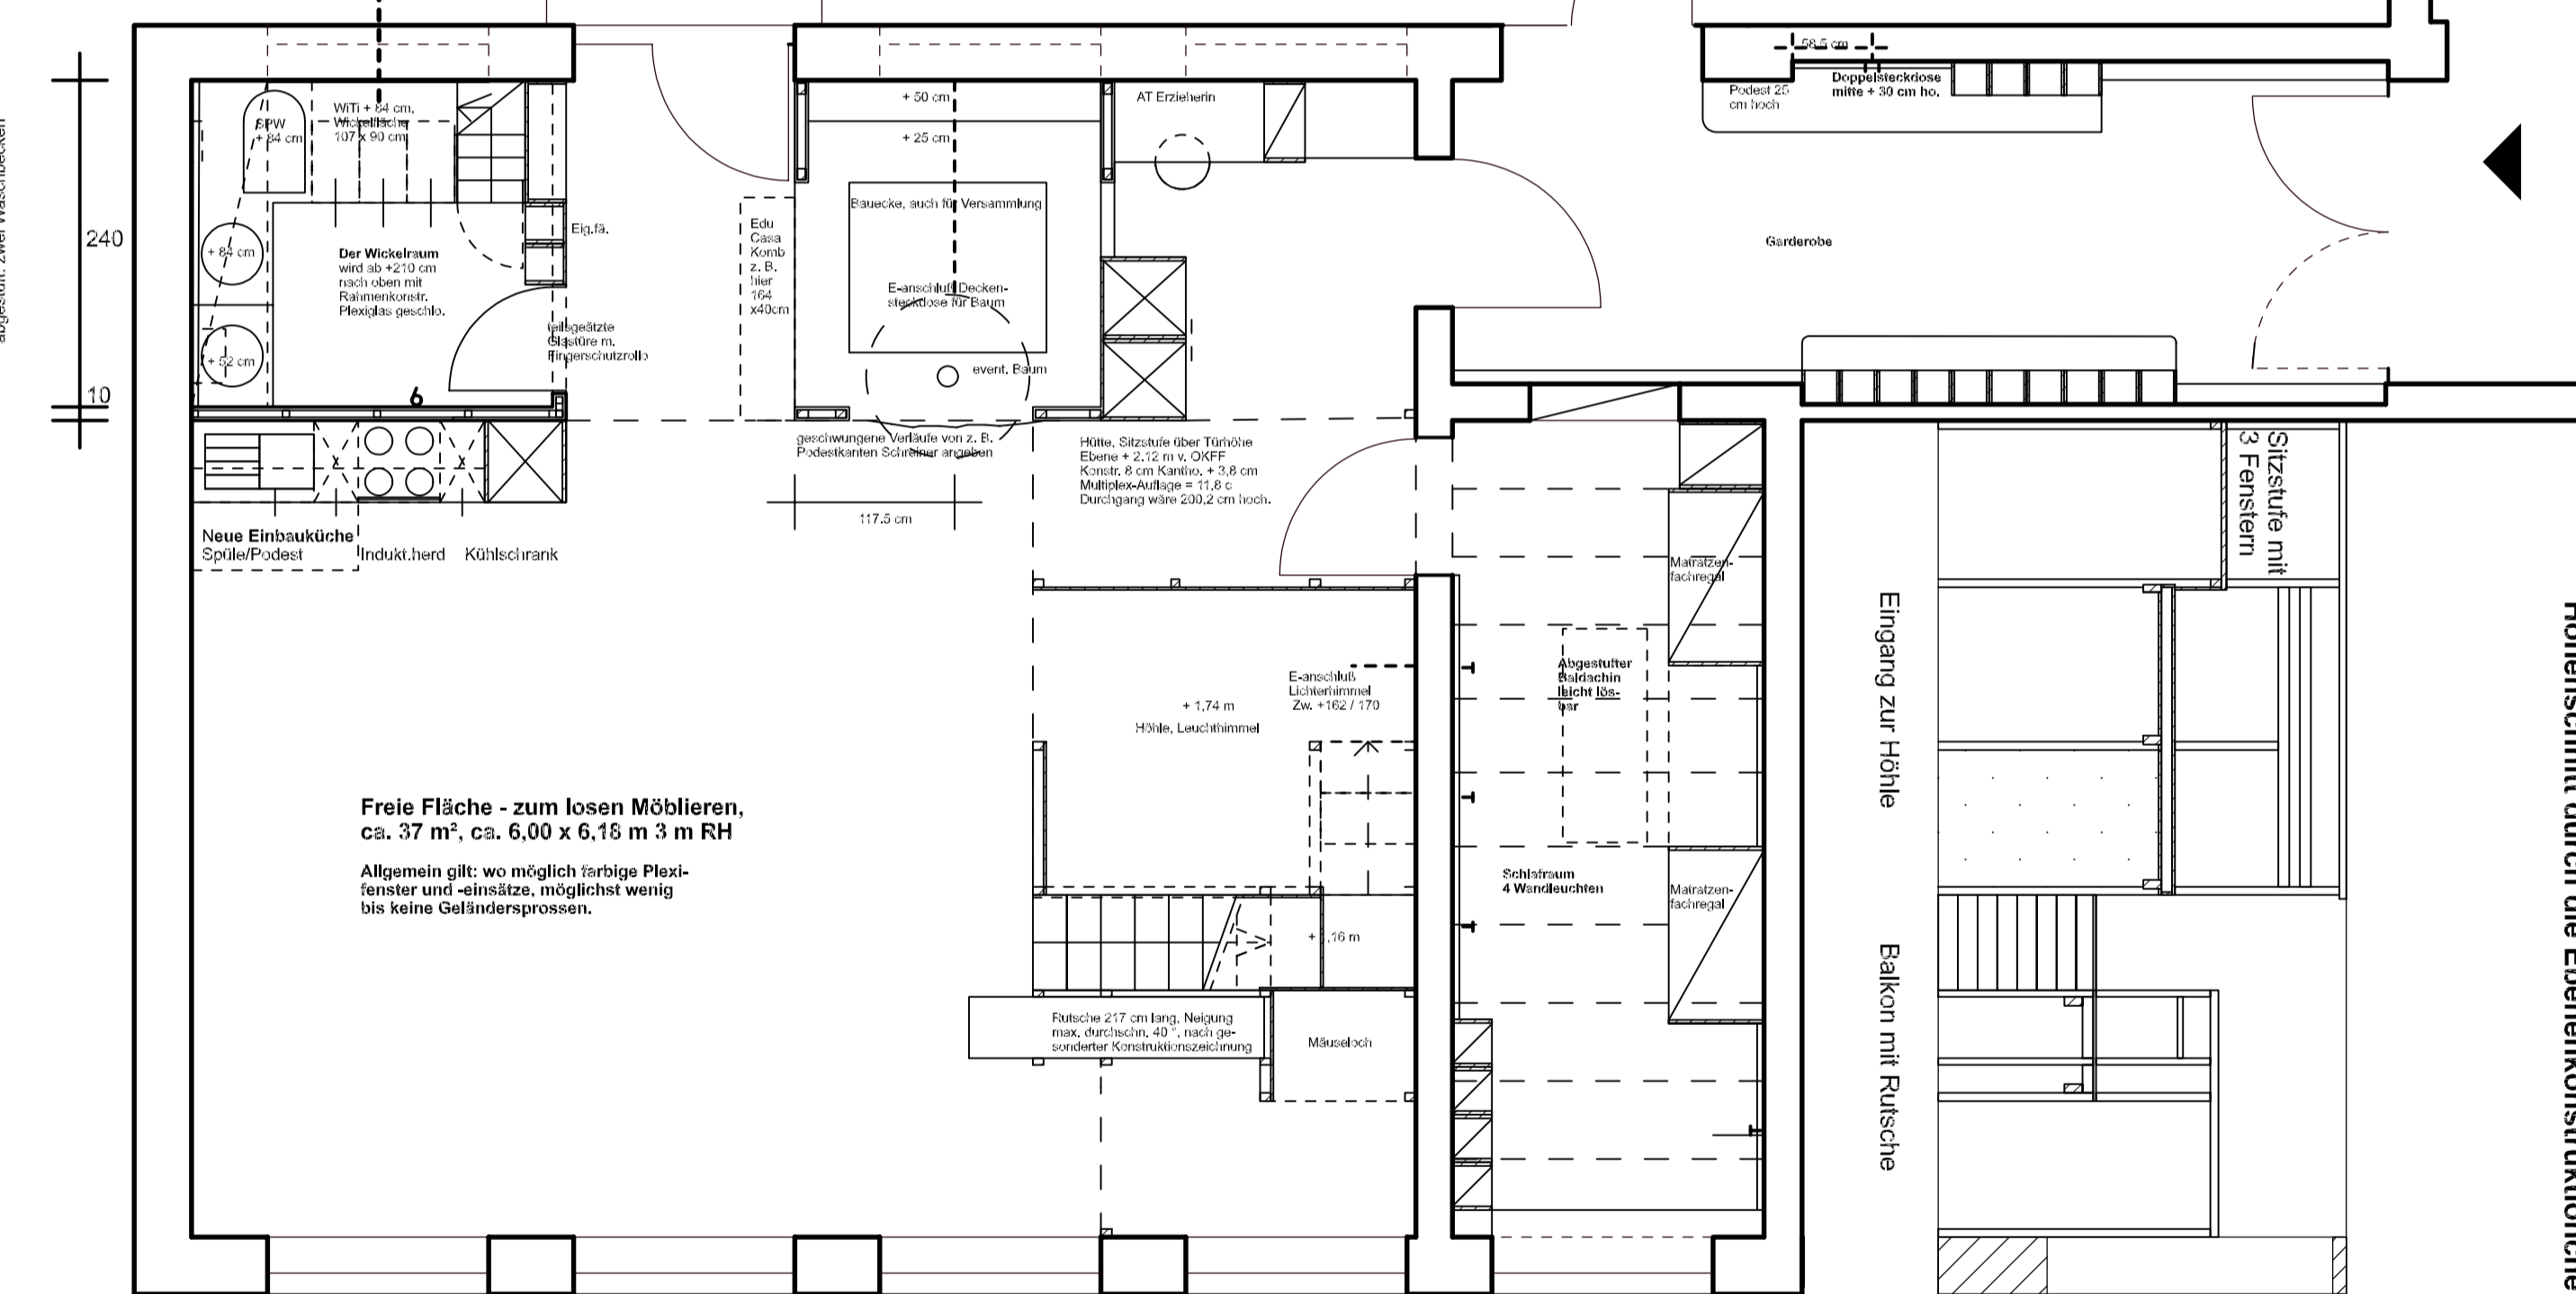 240
10
WiTi + 84 cm,
Wickelfläche
107 x 90 cm
SPW
+ 84 cm
+ 84 cm
+ 52 cm
Der Wickelraum
wird ab +210 cm
nach oben mit
Rahmenkonstr.
Plexiglas geschlo.
6
Eig.fä.
teilsgeätzte
Glastüre m.
Fingerschutzrollo
Edu
Casa
Komb
z. B.
hier
164
x40cm
+ 50 cm
+ 25 cm
Bauecke, auch für Versammlung
E-anschluß Decken-
steckdose für Baum
event. Baum
AT Erzieherin
58.5 cm
Podest 25
cm hoch
Doppelsteckdose
mitte + 30 cm ho.
Garderobe
geschwungene Verläufe von z. B.
Podestkanten Schreiner angeben
117.5 cm
Hütte, Sitzstufe über Türhöhe
Ebene + 2.12 m v. OKFF
Konstr. 8 cm Kantho. + 3,8 cm
Multiplex-Auflage = 11,8 c
Durchgang wäre 200,2 cm hoch.
Neue Einbauküche
Spüle/Podest
Indukt.herd
Kühlschrank
Freie Fläche - zum losen Möblieren,
ca. 37 m², ca. 6,00 x 6,18 m 3 m RH
Allgemein gilt: wo möglich farbige Plexi-
fenster und -einsätze, möglichst wenig
bis keine Geländersprossen.
E-anschluß
Lichterhimmel
Zw. +162 / 170
+ 1,74 m
Höhle, Leuchthimmel
,16 m
Rutsche 217 cm lang, Neigung
max. durchschn. 40 °, nach ge-
sonderter Konstruktionszeichnung
Mäuseloch
Matratzen-
fachregal
Abgestufter
Baldachin
leicht lös-
bar
Schlafraum
4 Wandleuchten
Matratzen-
fachregal
Sitzstufe mit
3 Fenstern
Eingang zur Höhle
Balkon mit Rutsche
durch die Ebenenkonstruktion